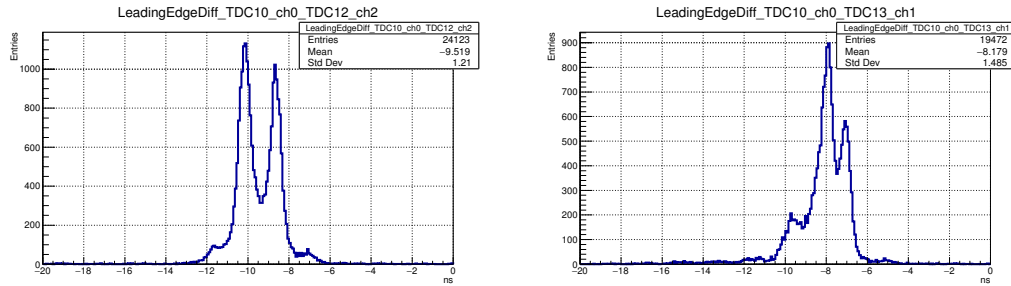 LeadingEdgeDiff_TDC10_ch0_TDC12_ch2
LeadingEdgeDiff_TDC10_ch0_TDC12_ch2
Entries 24123
Mean −9.519
Std Dev 1.21
Entries
1000
800
600
400
200
0
−20 −18 −16 −14 −12 −10 −8 −6 −4 −2 0
ns
LeadingEdgeDiff_TDC10_ch0_TDC13_ch1
LeadingEdgeDiff_TDC10_ch0_TDC13_ch1
Entries 19472
Mean −8.179
Std Dev 1.485
Entries
900
800
700
600
500
400
300
200
100
0
−20 −18 −16 −14 −12 −10 −8 −6 −4 −2 0
ns